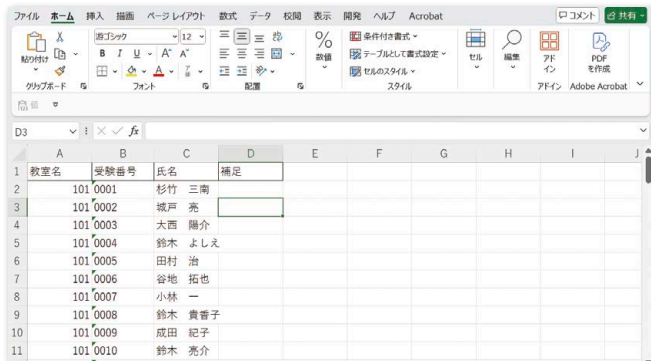 ファイル ホーム 挿入 描画 ページ レイアウト 数式 データ 校閲 表示 開発 ヘルプ Acrobat コメント 共有
貼り付け
游ゴシック 12
B I U A A
数値
条件付き書式
テーブルとして書式設定
セルのスタイル
セル
編集
アド
イン
PDF
を作成
クリップボード フォント 配置 スタイル アドイン Adobe Acrobat
D3 fx
A B C D E F G H I J
1 教室名 受験番号 氏名 補足
2 101 0001 杉竹 三南
3 101 0002 城戸 亮
4 101 0003 大西 陽介
5 101 0004 鈴木 よしえ
6 101 0005 田村 治
7 101 0006 谷地 拓也
8 101 0007 小林 一
9 101 0008 鈴木 貴香子
10 101 0009 成田 紀子
11 101 0010 鈴木 亮介